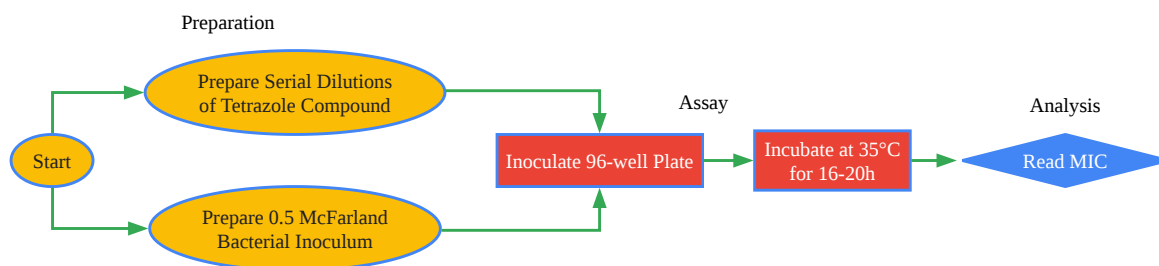 Preparation
Prepare Serial Dilutions
of Tetrazole Compound
Start
Prepare 0.5 McFarland
Bacterial Inoculum
Assay
Inoculate 96-well Plate
Incubate at 35°C
for 16-20h
Analysis
Read MIC